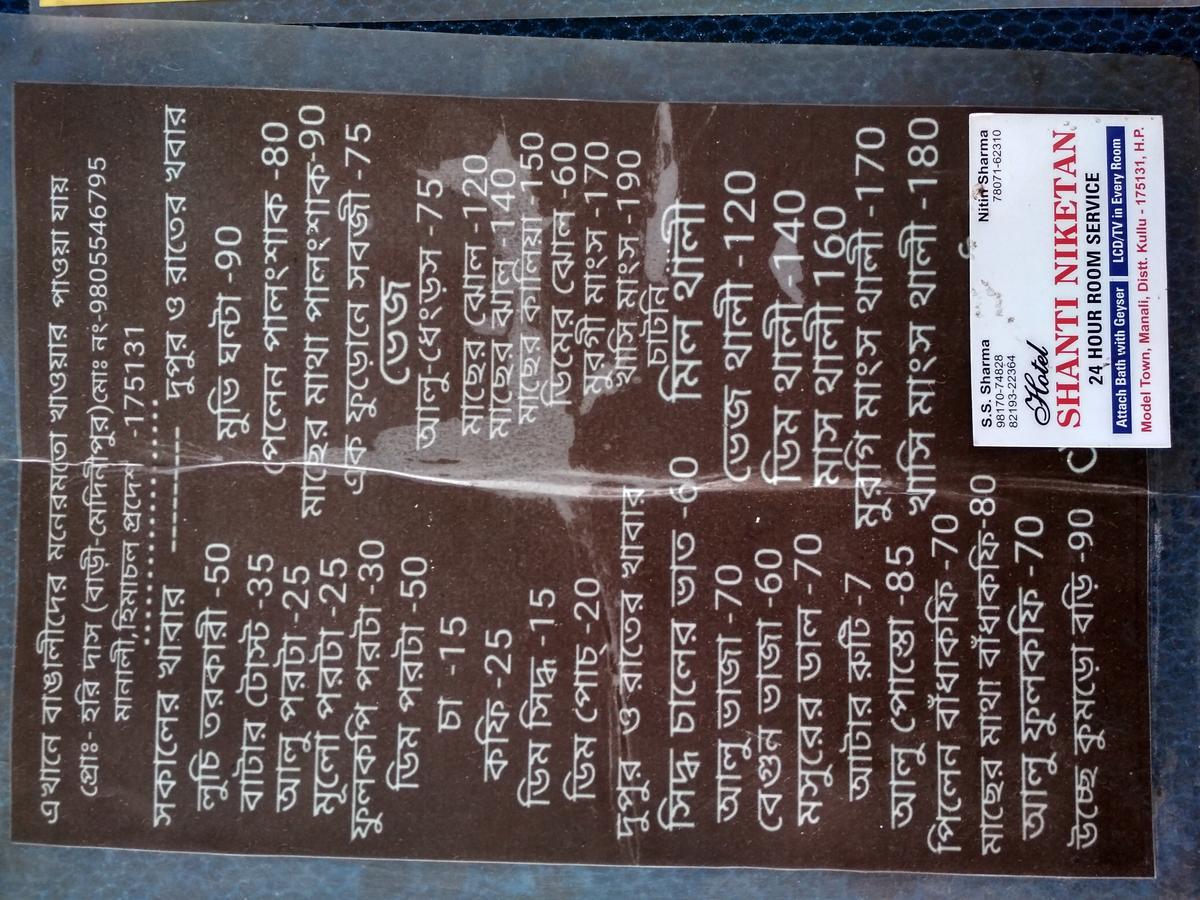 এখানে বাঙালীদের মনেরমতো খাওয়ার পাওয়া যায়
প্রোঃ- হরি দাস (বাড়ী-মেদিনীপুর)মোঃ নং-9805546795
মানালী,হিমাচল প্রদেশ -175131
সকালের খাবার
লুচি তরকারী -50
বাটার টোস্ট -35
আলু পরটা -25
মূলো পরটা -25
ফুলকপি পরটা -30
ডিম পরটা -50
চা -15
কফি -25
ডিম সিদ্ধ -15
ডিম পোচ্ -20
দুপুর ও রাতের খাবার
সিদ্ধ চালের ভাত -60
আলু ভাজা -70
বেগুন ভাজা -60
মসুরের ডাল -70
আটার রুটি -7
আলু পোস্তো -85
পিলেন বাঁধাকফি -70
মাছের মাথা বাঁধাকফি-80
আলু ফুলকফি -70
উচ্ছে কুমড়ো বড়ি -90
দুপুর ও রাতের খবার
মুড়ি ঘন্টা -90
পলেন পালংশাক -80
মাছের মথা পালংশাক-90
এক ফুড়োনে সবজী -75
ভেজ
আলু ধেংড়স -75
মাছের ঝোল -120
মাছের ঝাল -140
মাছের কালিয়া -150
ডিমের ঝোল -60
মুরগী মাংস -170
খাসি মাংস -190
চাটনি
মিল থালী
ভেজ থালী -120
ডিম থালী 140
মাস থালী 160
মুরগি মাংস থালী -170
খাসি মাংস থালী -180
S.S. Sharma
98170-74828
82193-22364
Nitin Sharma
78071-62310
Hotel
SHANTI NIKETAN
24 HOUR ROOM SERVICE
Attach Bath with Geyser LCD/TV in Every Room
Model Town, Manali, Distt. Kullu - 175131, H.P.